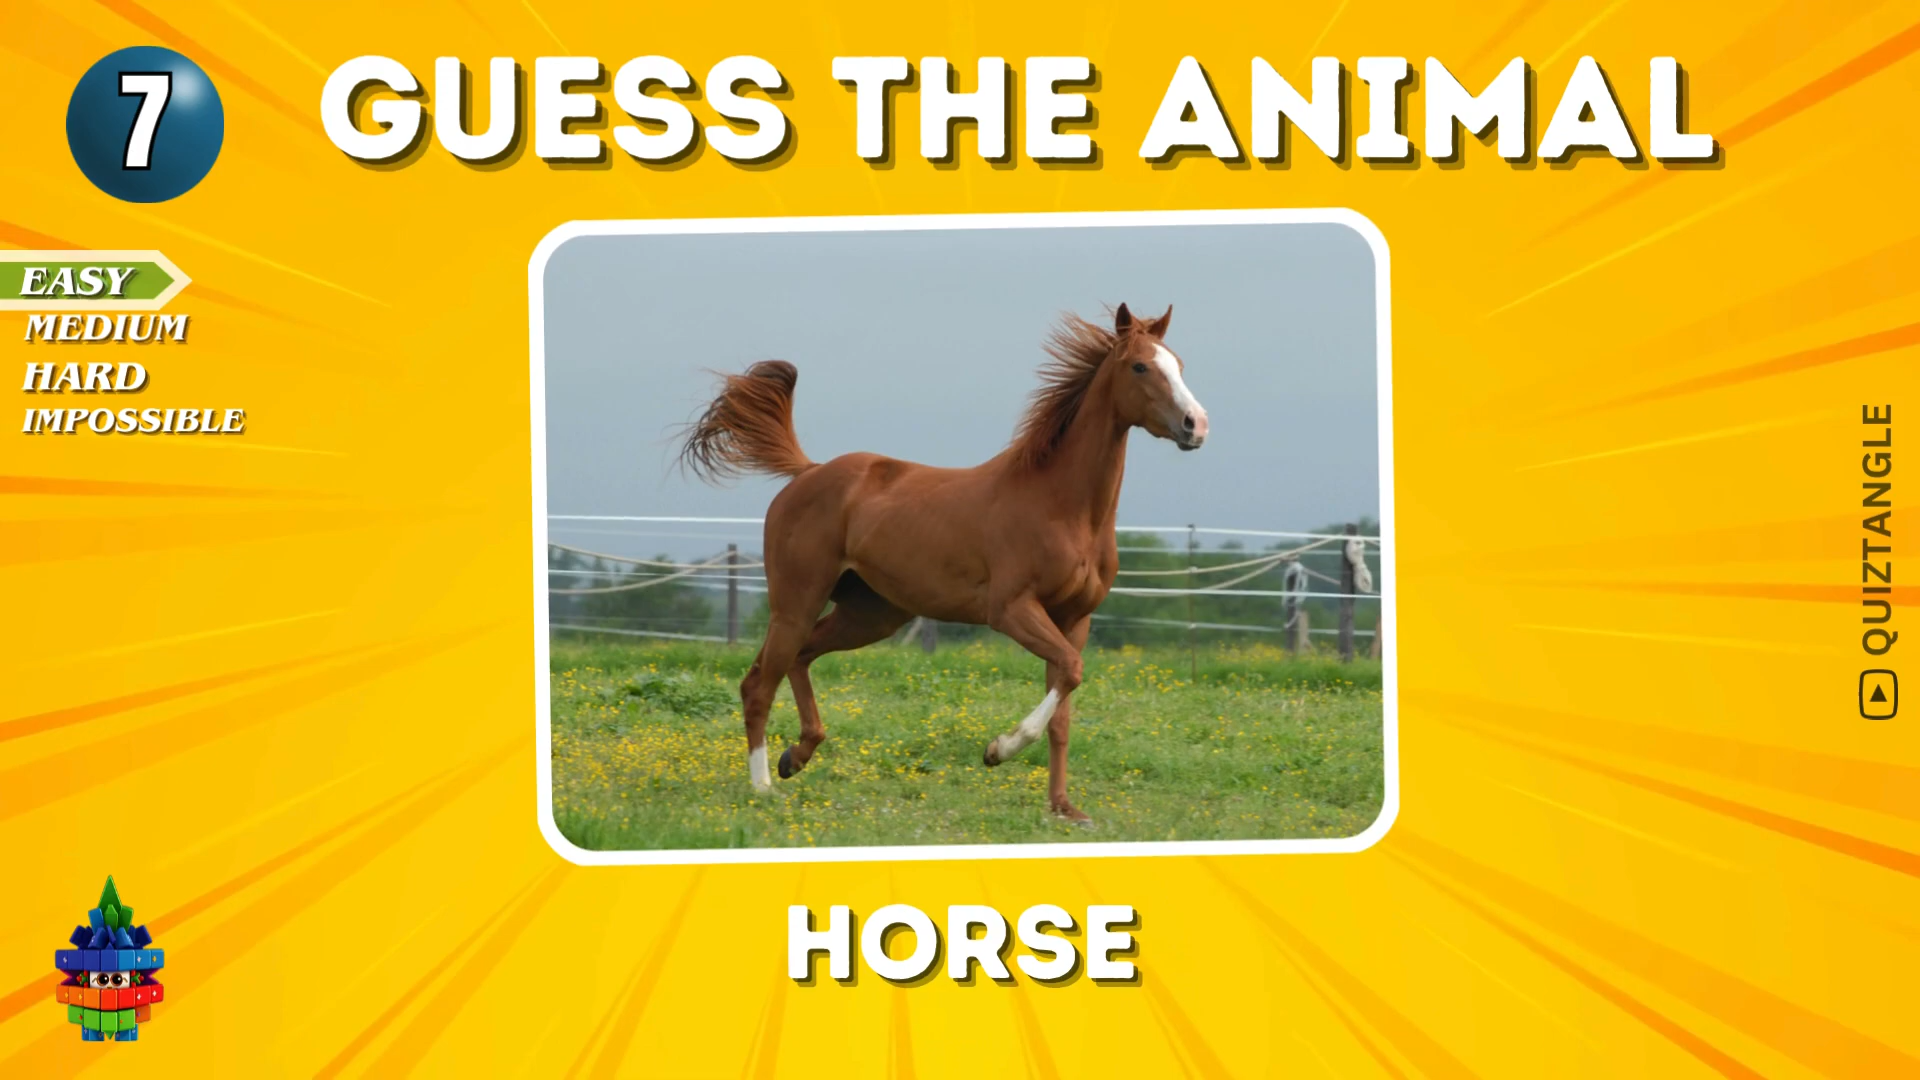 7
GUESS THE ANIMAL
EASY
MEDIUM
HARD
IMPOSSIBLE
QUIZTANGLE
HORSE